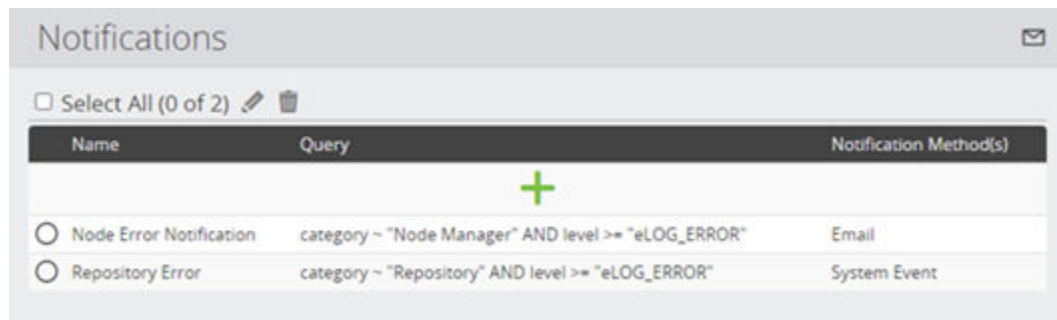 Notifications
Select All (0 of 2)
Name Query Notification Method(s)
Node Error Notification category ~ "Node Manager" AND level >= "eLOG_ERROR" Email
Repository Error category ~ "Repository" AND level >= "eLOG_ERROR" System Event